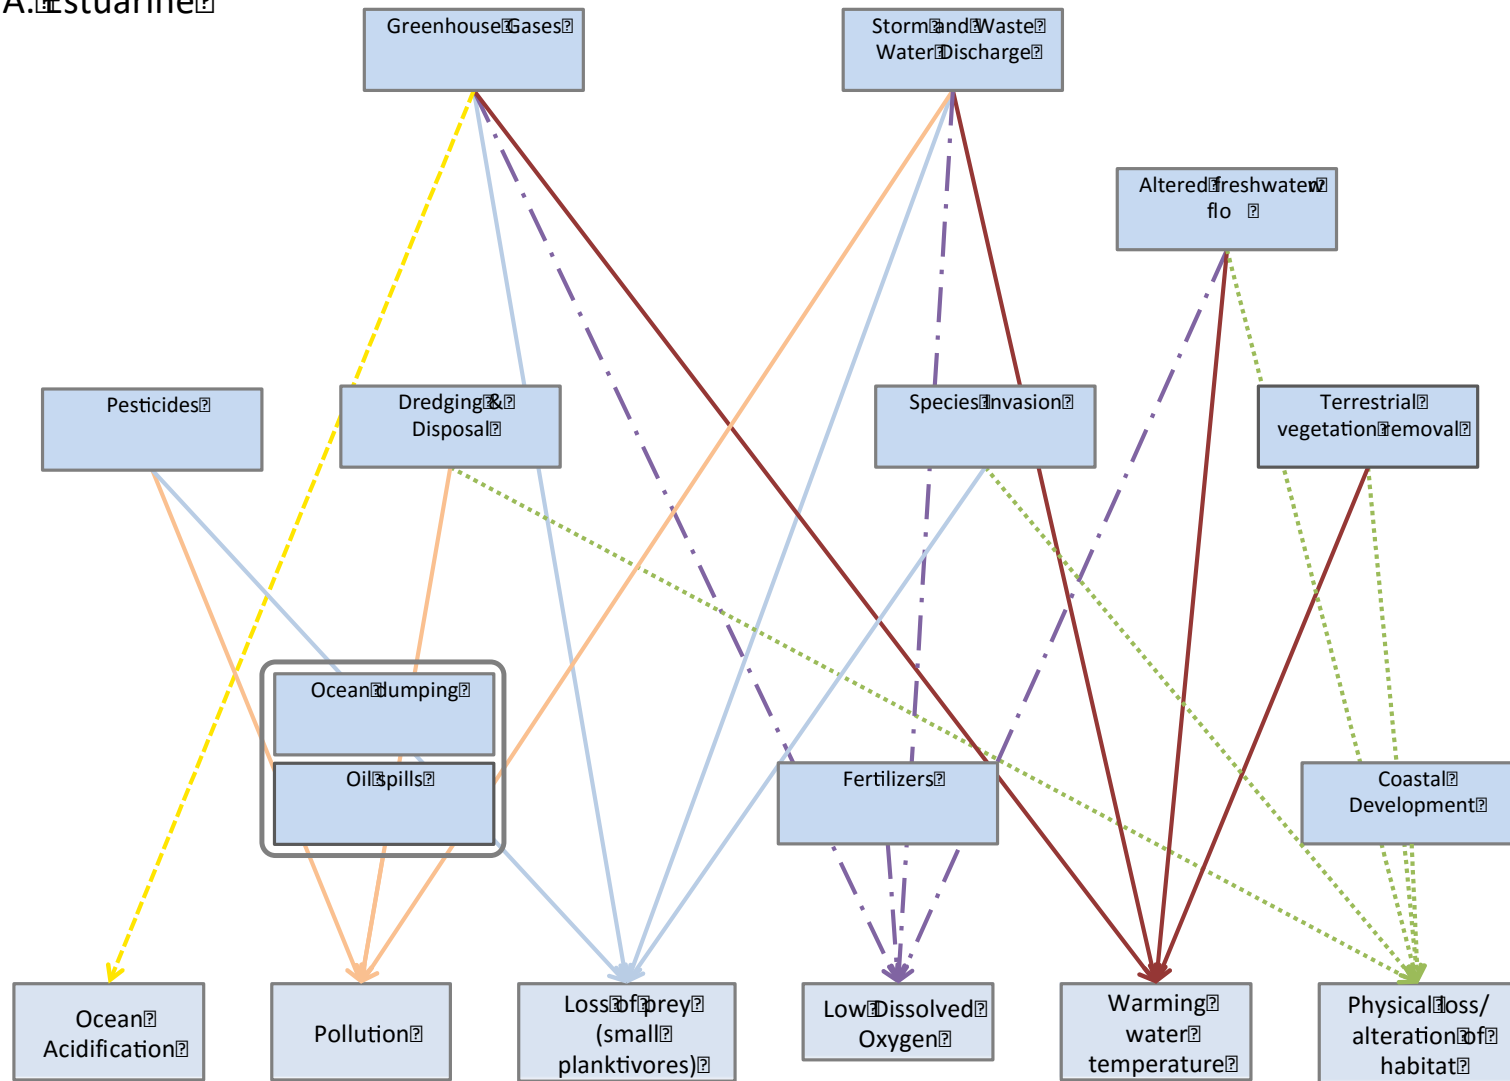 A. Estuarine
Greenhouse Gases
Storm and Waste
Water Discharge
Altered freshwater
flow
Pesticides
Dredging &
Disposal
Species Invasion
Terrestrial
vegetation removal
Ocean dumping
Oil spills
Fertilizers
Coastal
Development
Ocean
Acidification
Pollution
Loss of prey
(small
planktivores)
Low Dissolved
Oxygen
Warming
water
temperature
Physical loss/
alteration of
habitat